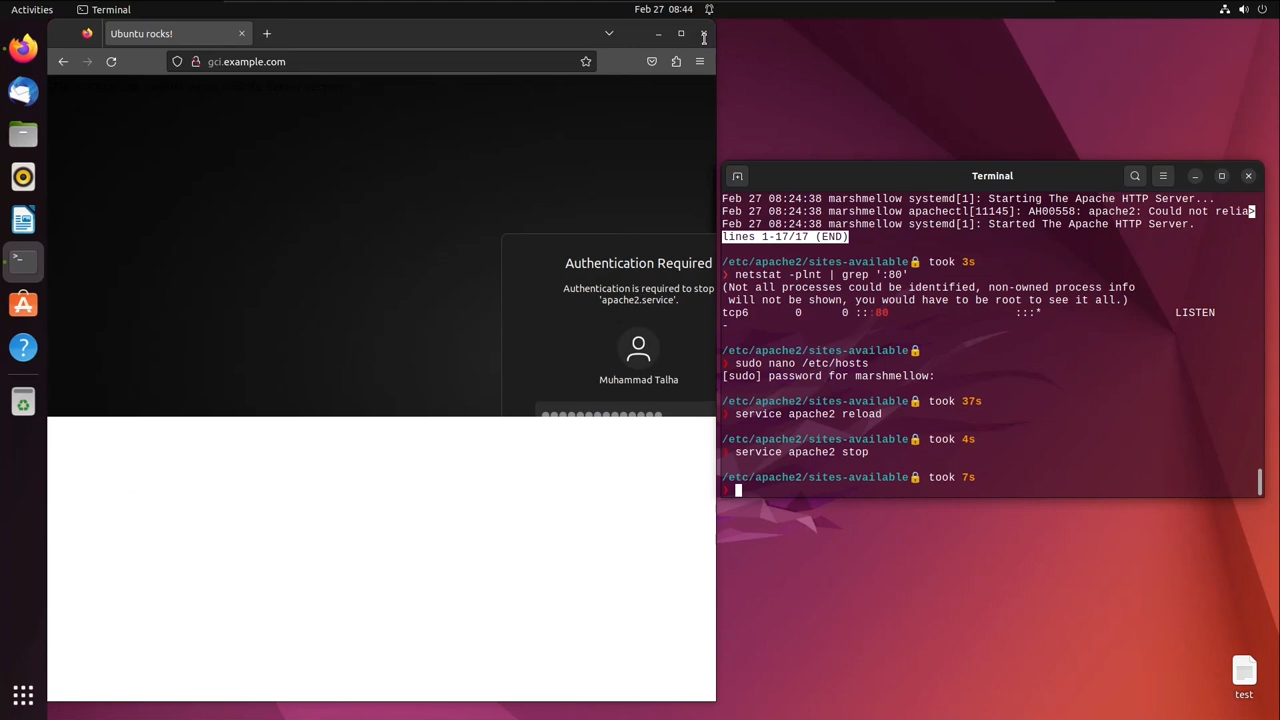 Activities
Terminal
Feb 27 08:44
Ubuntu rocks!
gci.example.com
Authentication Required
Authentication is required to stop
'apache2.service'.
Muhammad Talha
Terminal
Feb 27 08:24:38 marshmellow systemd[1]: Starting The Apache HTTP Server...
Feb 27 08:24:38 marshmellow apachectl[11145]: AH00558: apache2: Could not relia>
Feb 27 08:24:38 marshmellow systemd[1]: Started The Apache HTTP Server.
lines 1-17/17 (END)
/etc/apache2/sites-available🔒 took 3s
❯ netstat -plnt | grep ':80'
(Not all processes could be identified, non-owned process info
will not be shown, you would have to be root to see it all.)
tcp6 0 0 :::80 :::* LISTEN
-
/etc/apache2/sites-available🔒
❯ sudo nano /etc/hosts
[sudo] password for marshmellow:
/etc/apache2/sites-available🔒 took 37s
❯ service apache2 reload
/etc/apache2/sites-available🔒 took 4s
❯ service apache2 stop
/etc/apache2/sites-available🔒 took 7s
❯
test